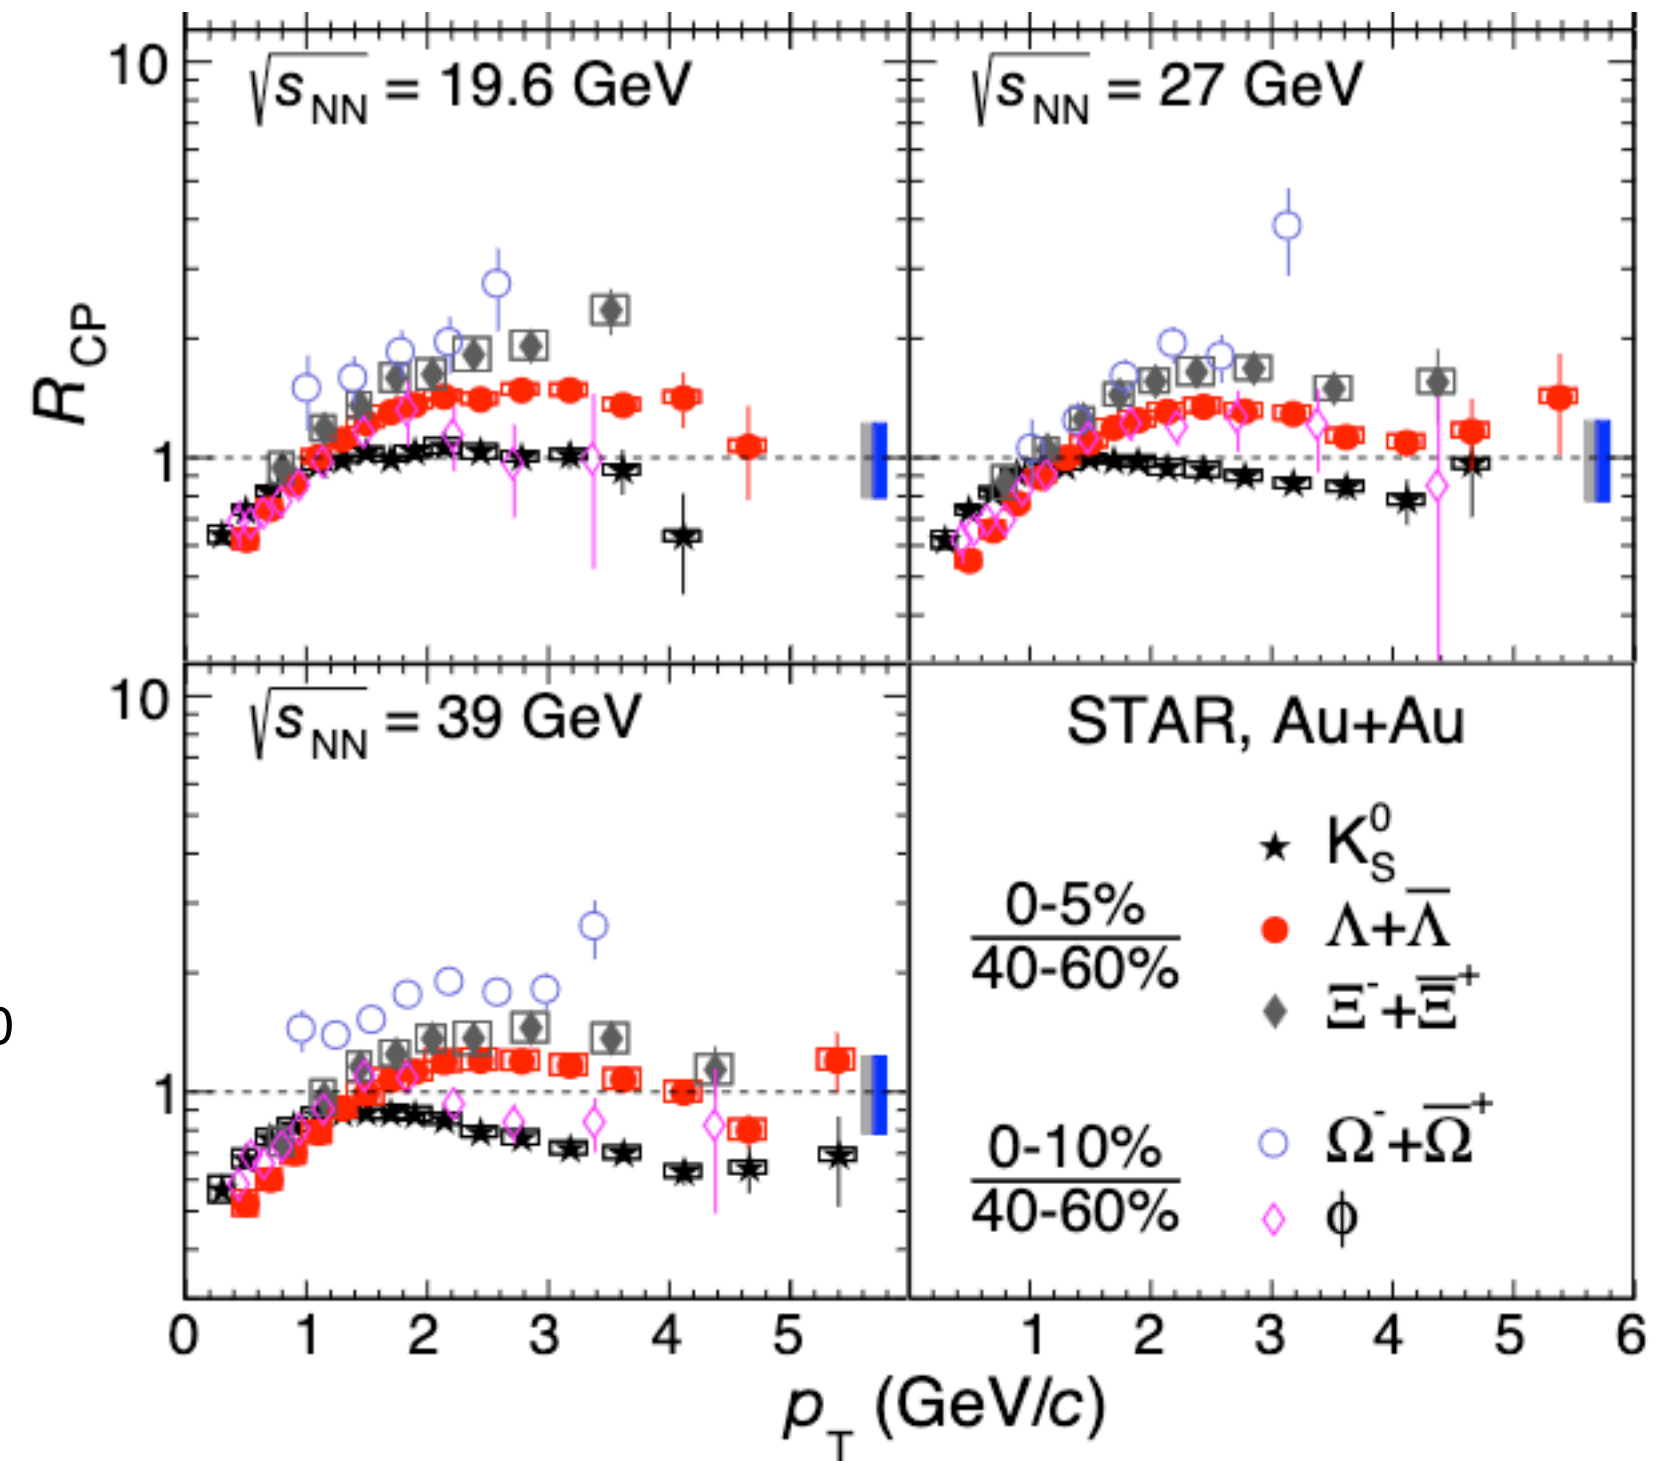 10
√sNN = 19.6 GeV
√sNN = 27 GeV
RCP
1
10
√sNN = 39 GeV
STAR, Au+Au
K0S
0-5%
40-60%
Λ+Λ̅
Ξ-+Ξ̅+
0
1
0-10%
40-60%
Ω-+Ω̅+
ϕ
0 1 2 3 4 5 1 2 3 4 5 6
pT (GeV/c)